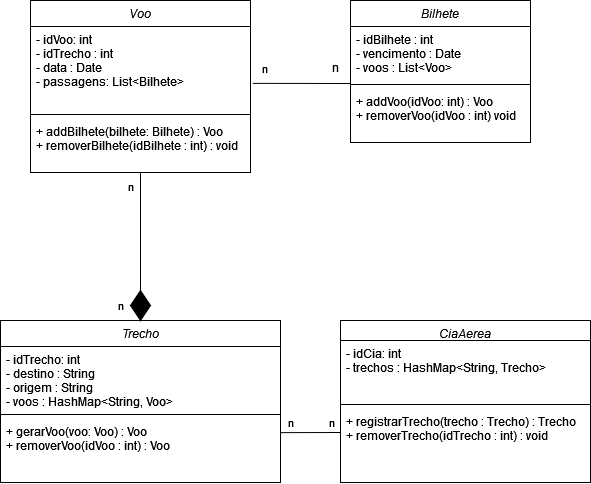 Voo
- idVoo: int
- idTrecho : int
- data : Date
- passagens: List<Bilhete>
+ addBilhete(bilhete: Bilhete) : Voo
+ removerBilhete(idBilhete : int) : void
n
n
Bilhete
- idBilhete : int
- vencimento : Date
- voos : List<Voo>
+ addVoo(idVoo: int) : Voo
+ removerVoo(idVoo : int) void
n
n
Trecho
- idTrecho: int
- destino : String
- origem : String
- voos : HashMap<String, Voo>
+ gerarVoo(voo: Voo) : Voo
+ removerVoo(idVoo : int) : Voo
n
n
CiaAerea
- idCia: int
- trechos : HashMap<String, Trecho>
+ registrarTrecho(trecho : Trecho) : Trecho
+ removerTrecho(idTrecho : int) : void